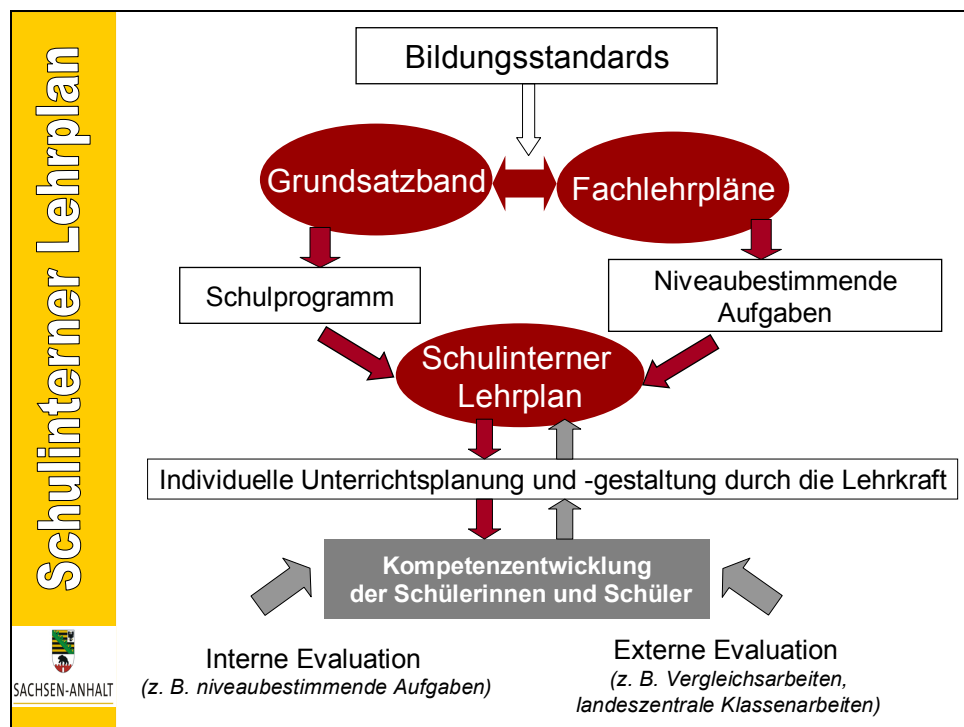 Schulinterner Lehrplan
Bildungsstandards
Grundsatzband
Fachlehrpläne
Schulprogramm
Niveaubestimmende
Aufgaben
Schulinterner
Lehrplan
Individuelle Unterrichtsplanung und -gestaltung durch die Lehrkraft
Kompetenzentwicklung
der Schülerinnen und Schüler
Interne Evaluation
(z. B. niveaubestimmende Aufgaben)
Externe Evaluation
(z. B. Vergleichsarbeiten,
landeszentrale Klassenarbeiten)
SACHSEN-ANHALT